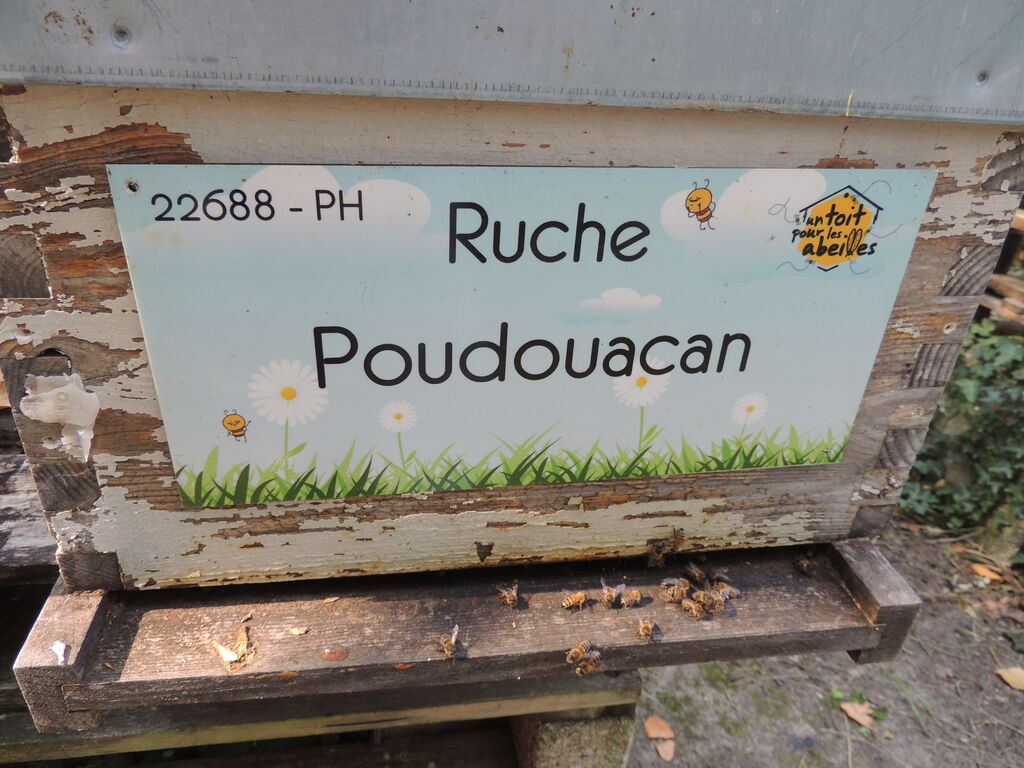 22688 - PH
Ruche
Poudouacan
un toit
pour les
abeilles